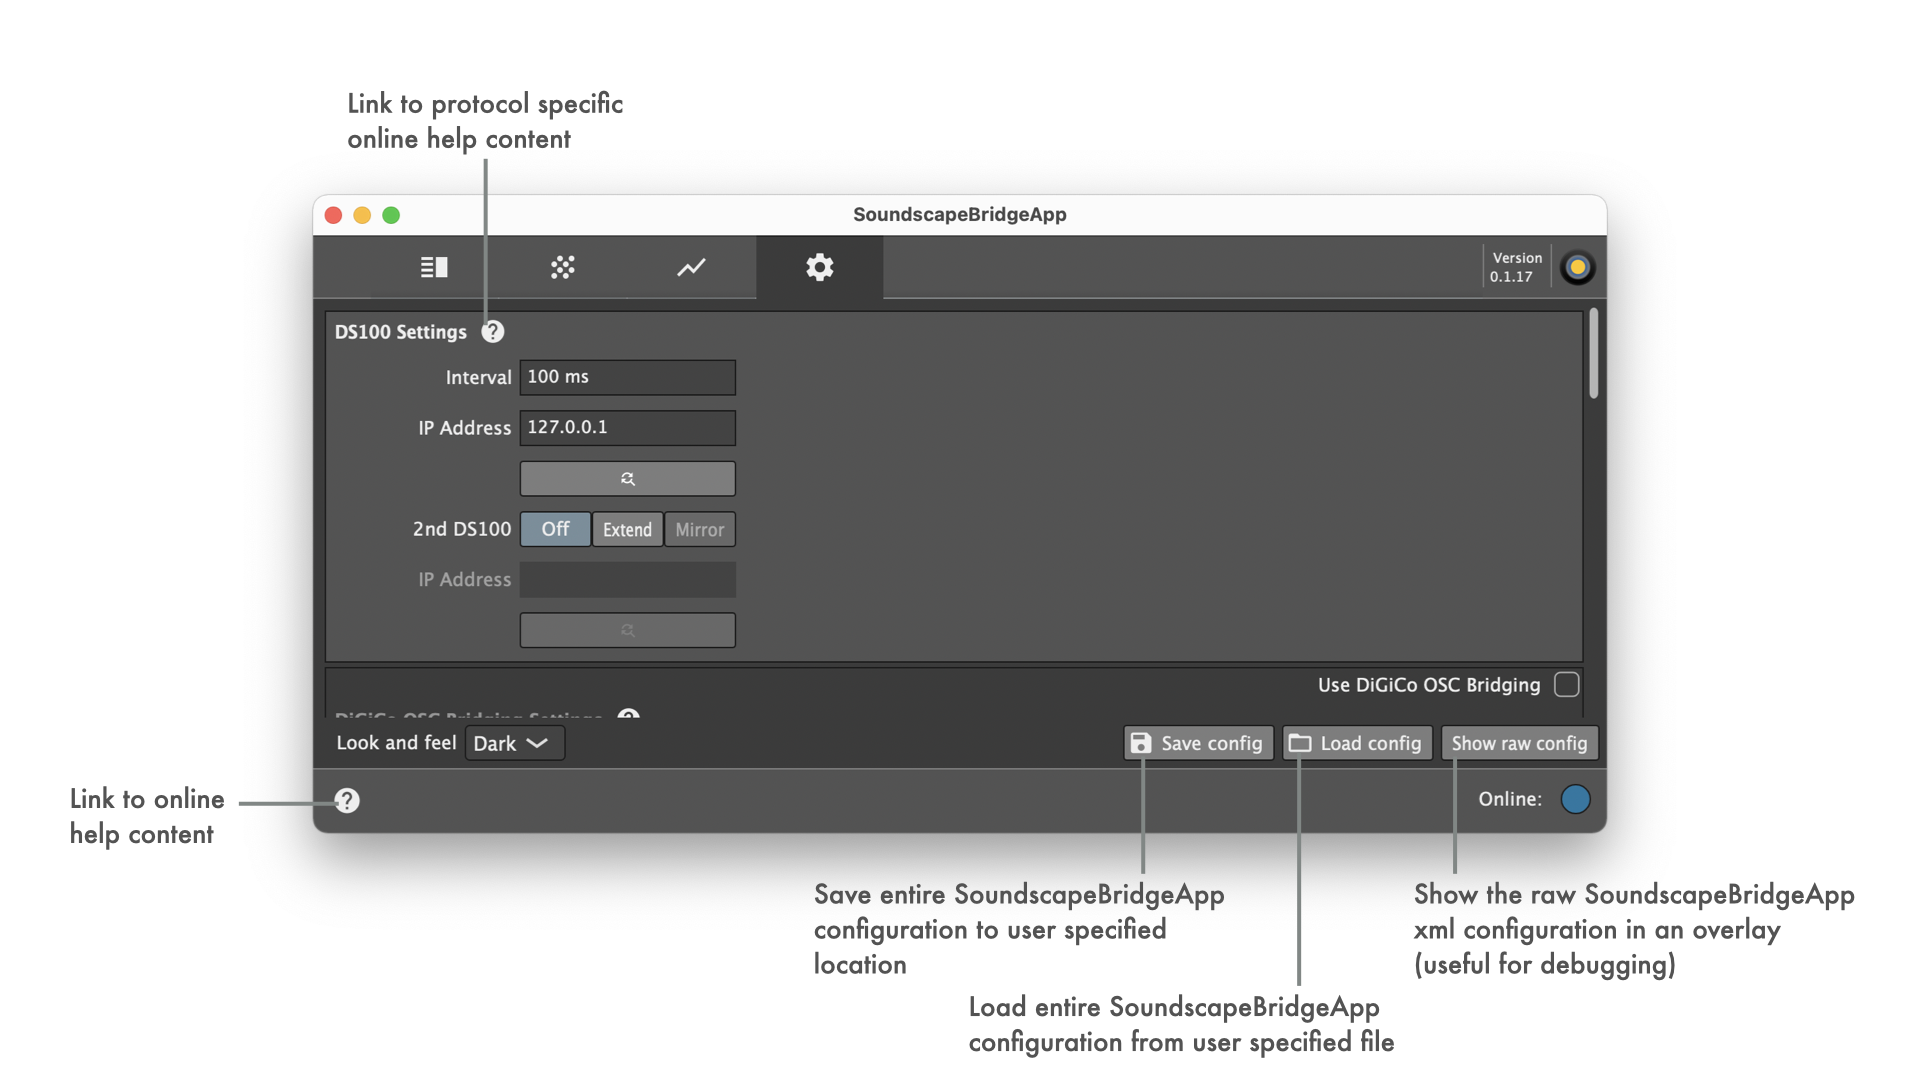 Link to protocol specific
online help content
SoundscapeBridgeApp
Version
0.1.17
DS100 Settings ?
Interval 100 ms
IP Address 127.0.0.1
2nd DS100 Off Extend Mirror
IP Address
Use DiGiCo OSC Bridging
DiGiCo OSC Bridging Settings ?
Look and feel Dark
Save config Load config Show raw config
Link to online
help content
?
Online:
Save entire SoundscapeBridgeApp
configuration to user specified
location
Show the raw SoundscapeBridgeApp
xml configuration in an overlay
(useful for debugging)
Load entire SoundscapeBridgeApp
configuration from user specified file